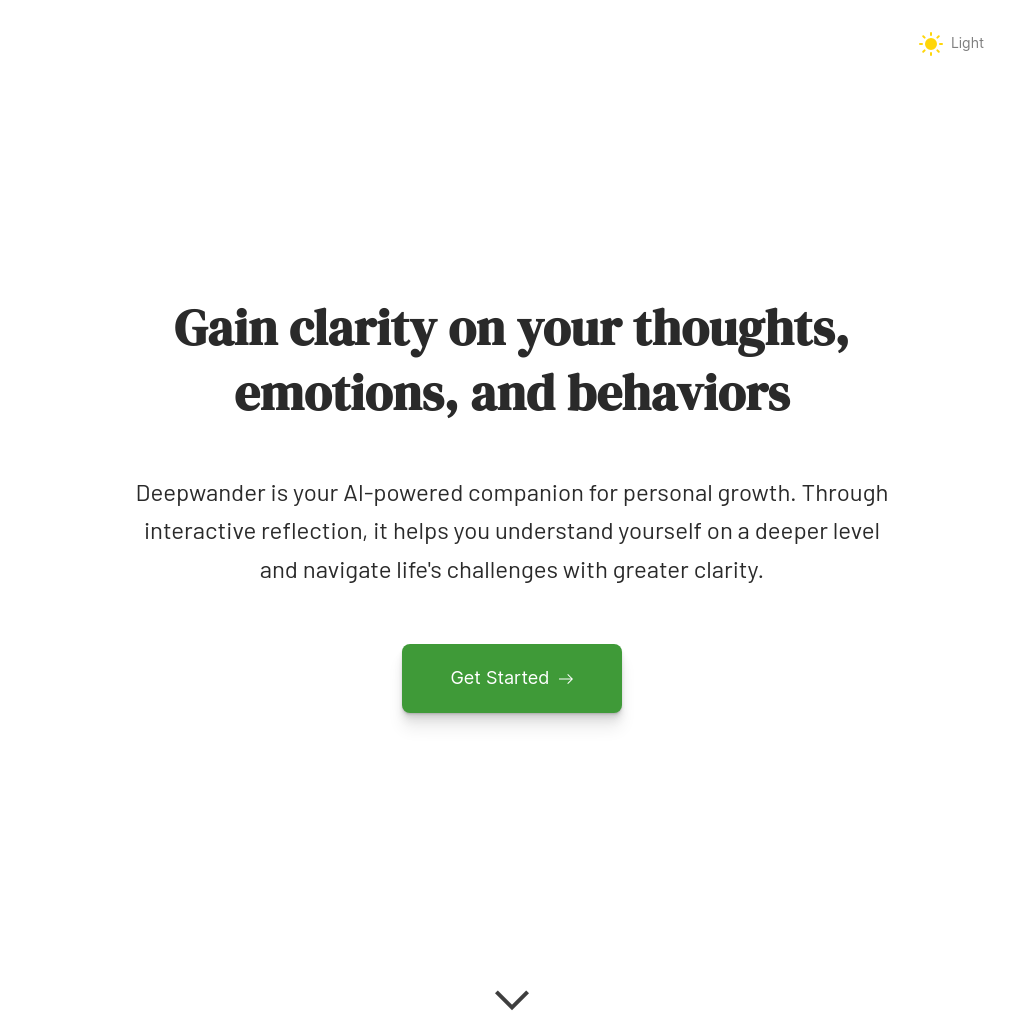 Light
Gain clarity on your thoughts,
emotions, and behaviors
Deepwander is your AI-powered companion for personal growth. Through
interactive reflection, it helps you understand yourself on a deeper level
and navigate life's challenges with greater clarity.
Get Started →